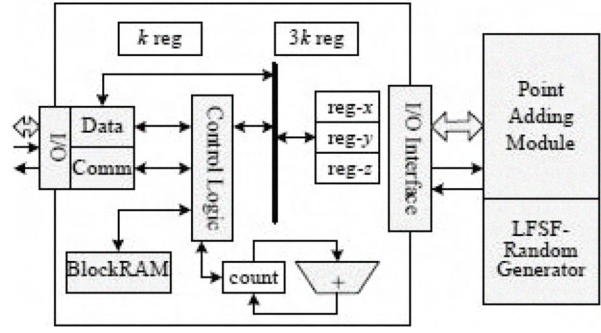 k reg
3k reg
I/O
Data
Comm
Control Logic
reg-x
reg-y
reg-z
I/O Interface
Point
Adding
Module
LFSF-
Random
Generator
BlockRAM
count
+